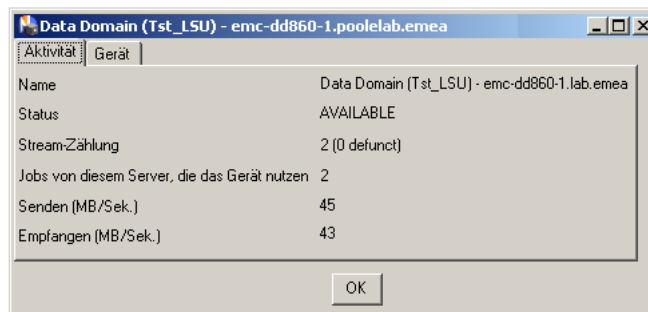 Data Domain (Tst_LSU) - emc-dd860-1.poolelab.emea
Aktivität Gerät
Name Data Domain (Tst_LSU) - emc-dd860-1.lab.emea
Status AVAILABLE
Stream-Zählung 2 (0 defunct)
Jobs von diesem Server, die das Gerät nutzen 2
Senden (MB/Sek.) 45
Empfangen (MB/Sek.) 43
OK